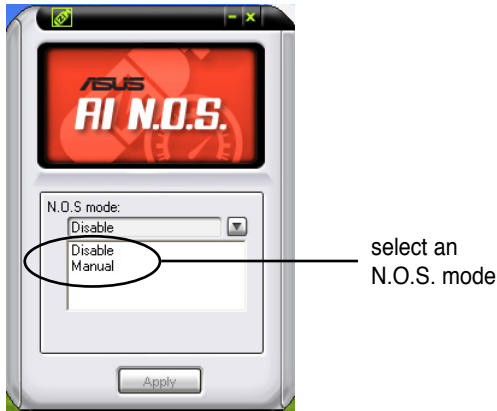 ASUS
AI N.O.S.
N.O.S mode:
Disable
Disable
Manual
select an
N.O.S. mode
Apply